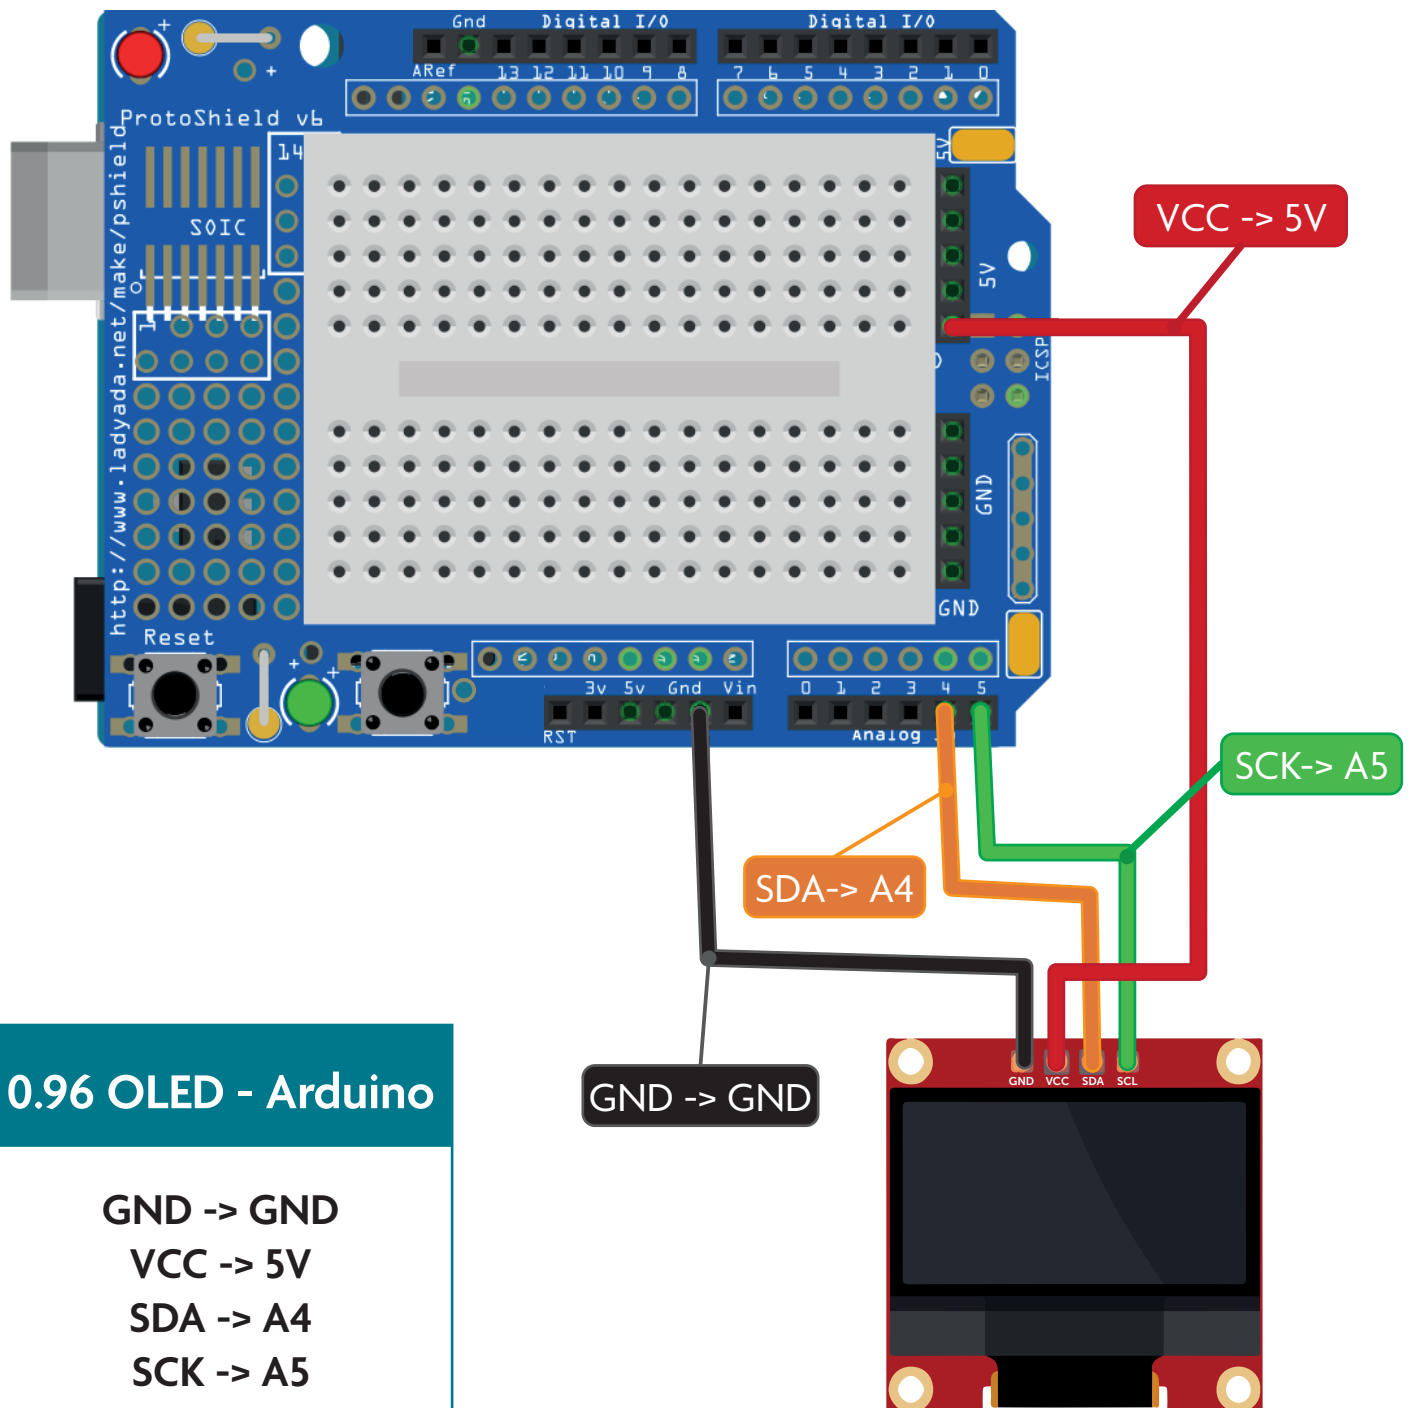 Gnd Digital I/O Digital I/O
ARef 13 12 11 10 9 8 7 6 5 4 3 2 1 0
ProtoShield v6
http://www.ladyada.net/make/pshield
14
SOIC
1
5V
5V
ICSP
GND
GND
VCC -> 5V
Reset
3v 5v Gnd Vin 0 1 2 3 4 5
RST
Analog
SCK-> A5
SDA-> A4
GND -> GND
GND VCC SDA SCL
0.96 OLED - Arduino
GND -> GND
VCC -> 5V
SDA -> A4
SCK -> A5